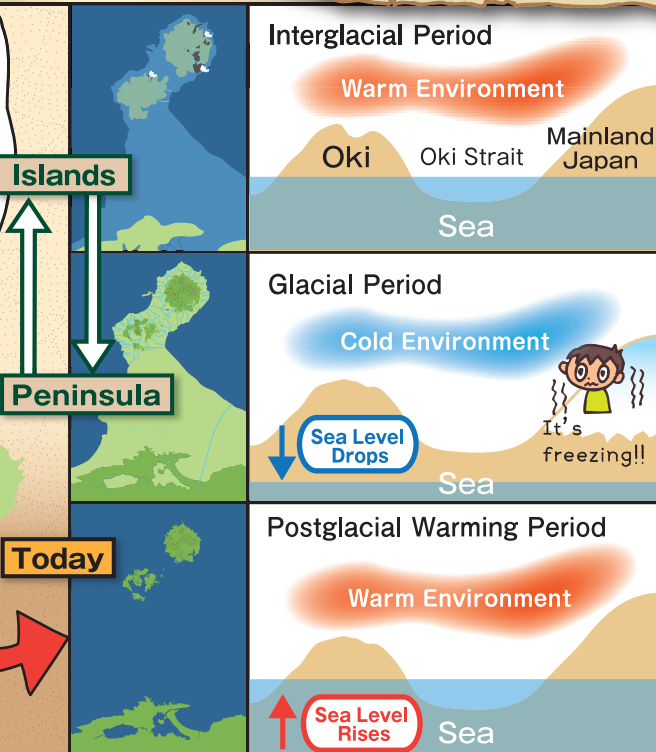 Interglacial Period
Warm Environment
Oki
Oki Strait
Mainland
Japan
Islands
Sea
Glacial Period
Cold Environment
Peninsula
Sea Level
Drops
It's
freezing!!
Sea
Postglacial Warming Period
Today
Warm Environment
Sea Level
Rises
Sea